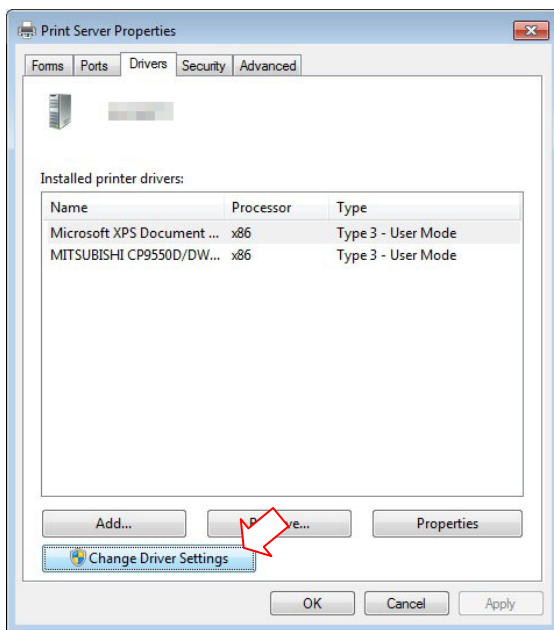 Print Server Properties
Forms Ports Drivers Security Advanced
Installed printer drivers:
Name Processor Type
Microsoft XPS Document ... x86 Type 3 - User Mode
MITSUBISHI CP9550D/DW... x86 Type 3 - User Mode
Add... Properties
Change Driver Settings
OK Cancel Apply